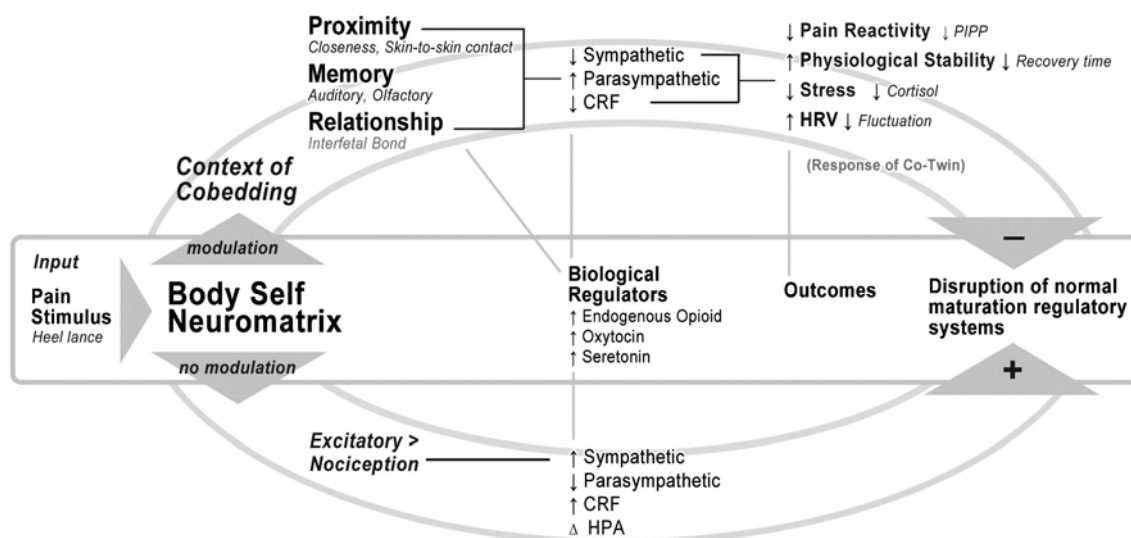 Proximity
Closeness, Skin-to-skin contact
Memory
Auditory, Olfactory
Relationship
Interfetal Bond
↓ Sympathetic
↑ Parasympathetic
↓ CRF
↓ Pain Reactivity ↓ PIPP
↑ Physiological Stability ↓ Recovery time
↓ Stress ↓ Cortisol
↑ HRV ↓ Fluctuation
(Response of Co-Twin)
Context of
Cobedding
modulation
Input
Pain
Stimulus
Heel lance
Body Self
Neuromatrix
no modulation
Biological
Regulators
↑ Endogenous Opioid
↑ Oxytocin
↑ Seretonin
Outcomes
–
Disruption of normal
maturation regulatory
systems
+
Excitatory >
Nociception
↑ Sympathetic
↓ Parasympathetic
↑ CRF
Δ HPA